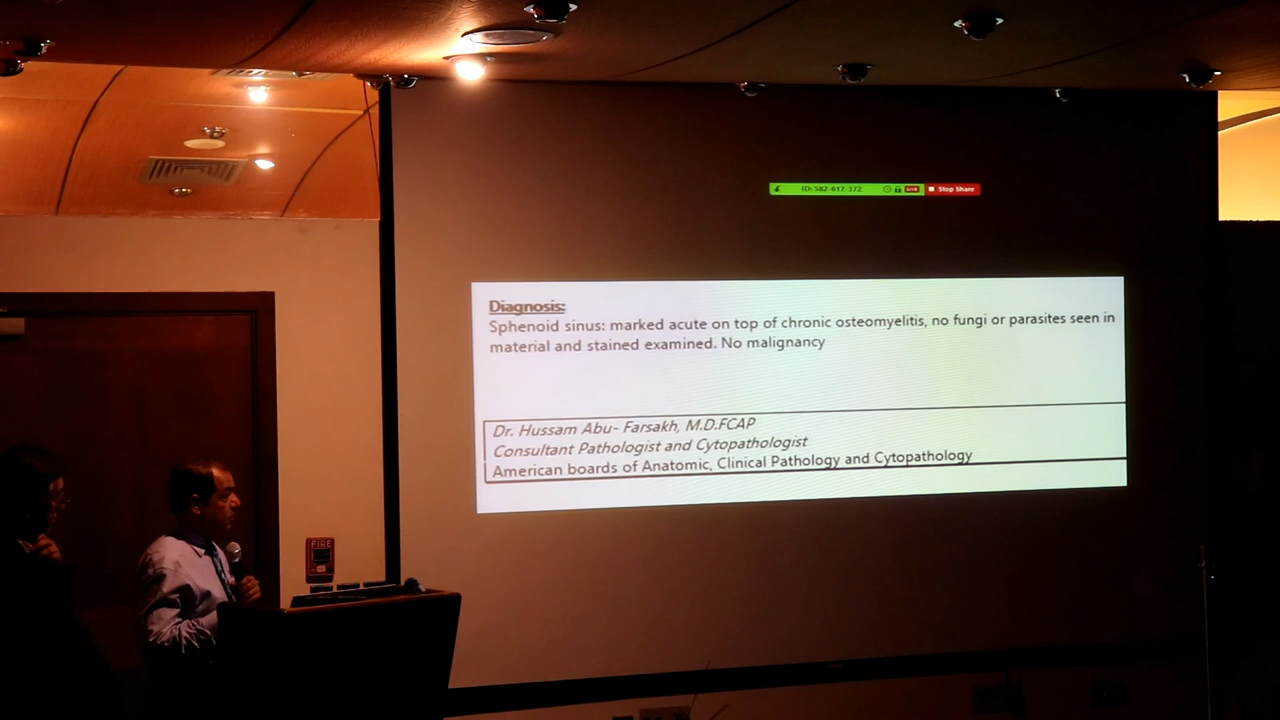 ID: 582-617-372 LIVE Stop Share
Diagnosis:
Sphenoid sinus: marked acute on top of chronic osteomyelitis, no fungi or parasites seen in
material and stained examined. No malignancy
Dr. Hussam Abu- Farsakh, M.D.FCAP
Consultant Pathologist and Cytopathologist
American boards of Anatomic, Clinical Pathology and Cytopathology
FIRE